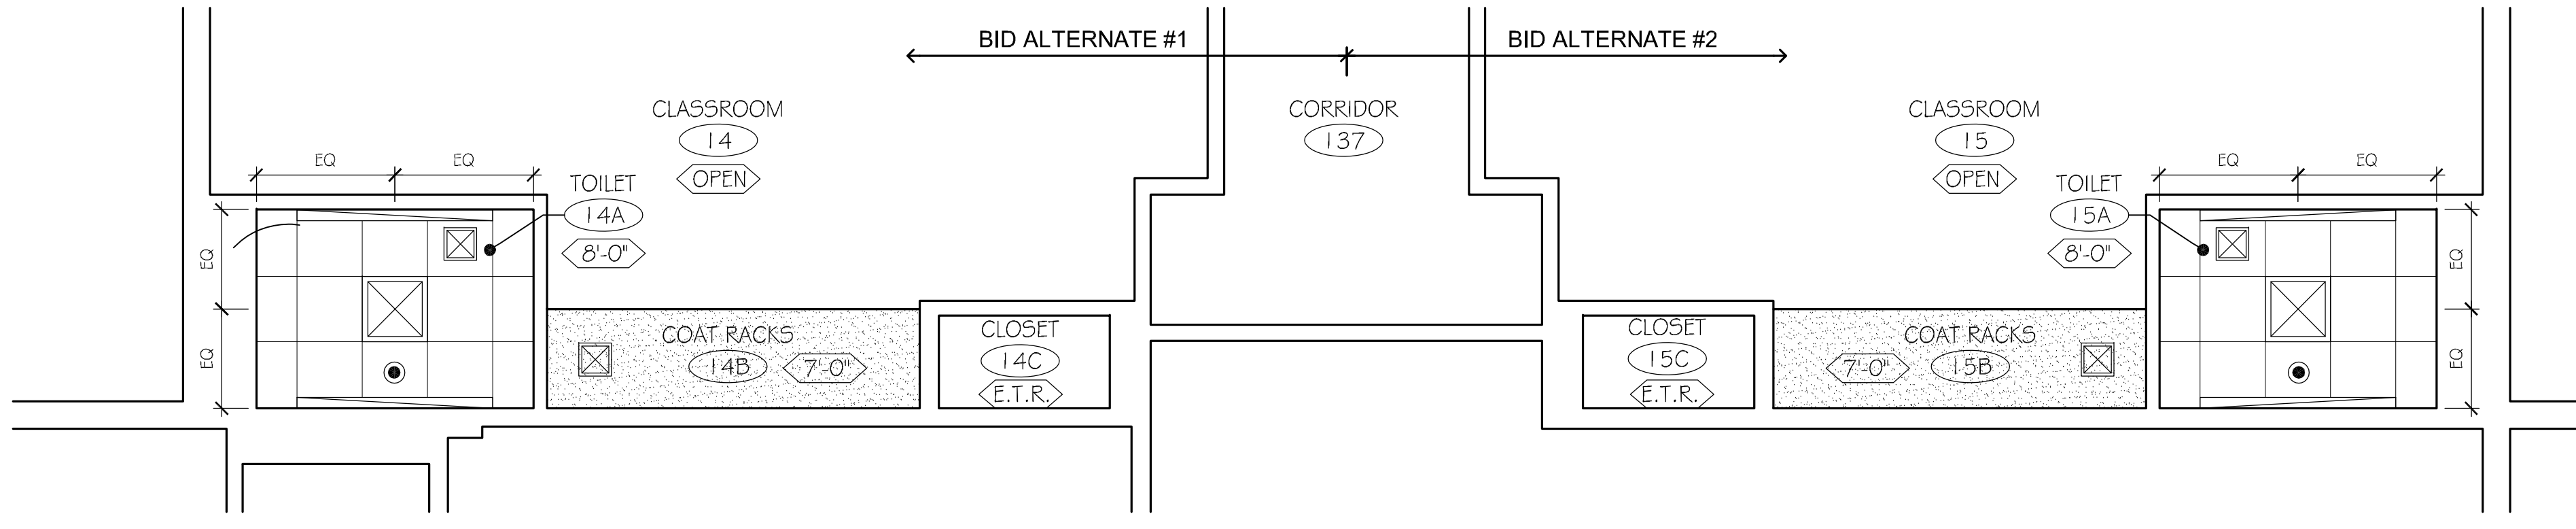 BID ALTERNATE #1
BID ALTERNATE #2
CLASSROOM
14
OPEN
CORRIDOR
137
CLASSROOM
15
OPEN
EQ
EQ
TOILET
14A
8'-0"
EQ
EQ
COAT RACKS
14B
7'-0"
CLOSET
14C
E.T.R.
CLOSET
15C
E.T.R.
COAT RACKS
7'-0"
15B
TOILET
15A
8'-0"
EQ
EQ
EQ
EQ